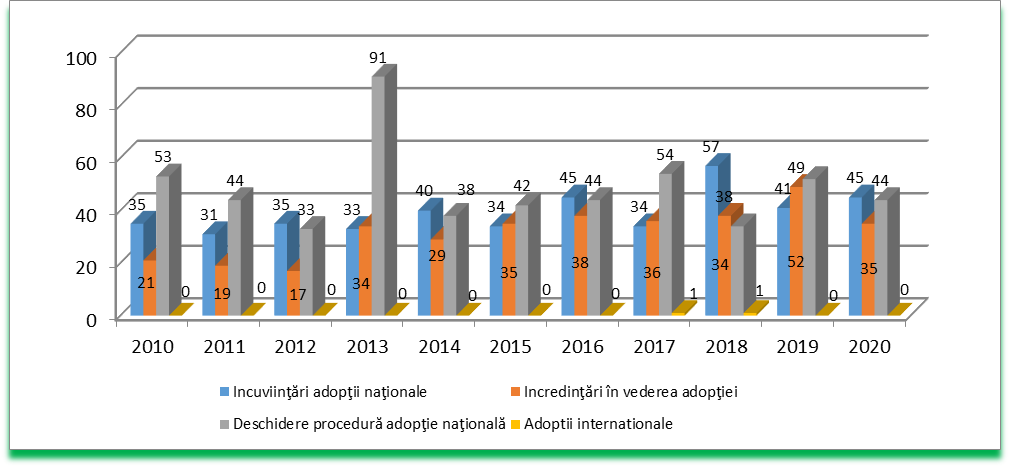 100
80
60
40
20
0
35 21 53 0
31 19 44 0
35 17 33 0
33 34 91 0
40 29 38 0
34 35 42 0
45 38 44 0
34 36 54 1
57 38 34 1
41 49 52 0
45 35 44 0
2010 2011 2012 2013 2014 2015 2016 2017 2018 2019 2020
Incuviinţări adopţii naţionale Incredinţări în vederea adopţiei
Deschidere procedură adopţie naţională Adoptii internationale